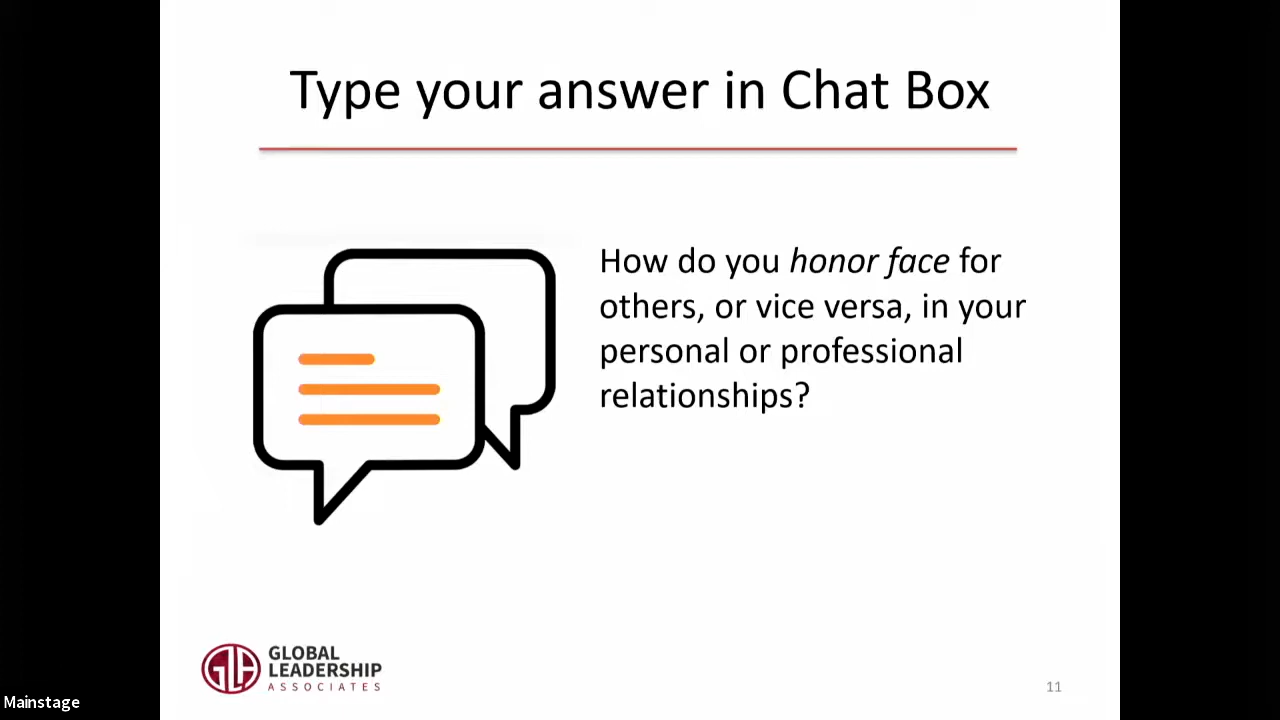 Type your answer in Chat Box
How do you honor face for
others, or vice versa, in your
personal or professional
relationships?
GLA
GLOBAL
LEADERSHIP
ASSOCIATES
11
Mainstage